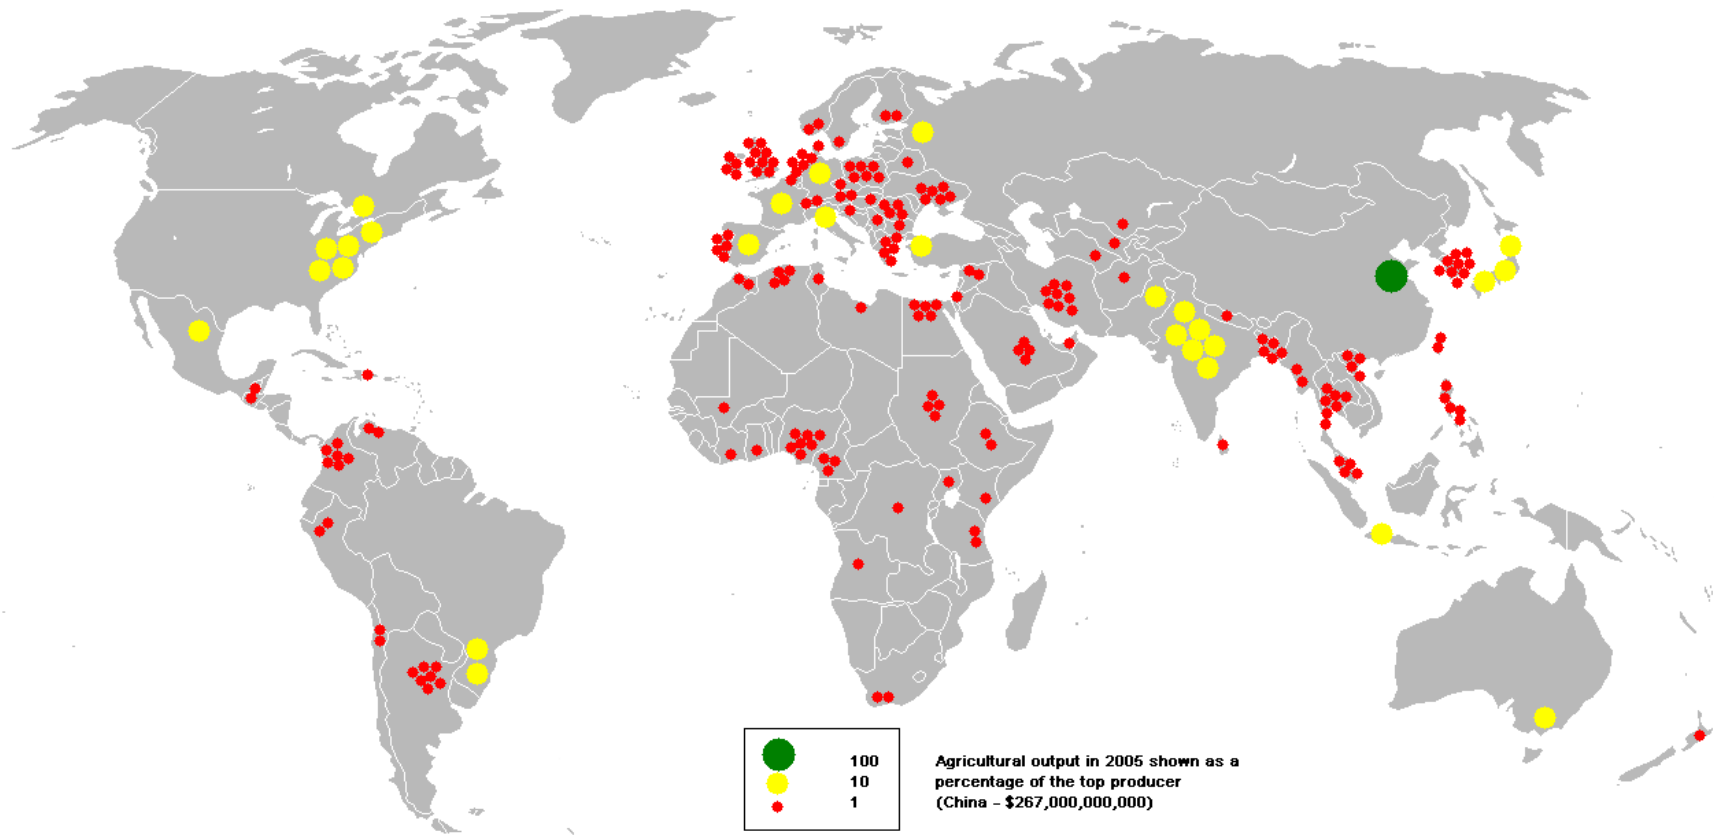 100
10
1
Agricultural output in 2005 shown as a
percentage of the top producer
(China - $267,000,000,000)